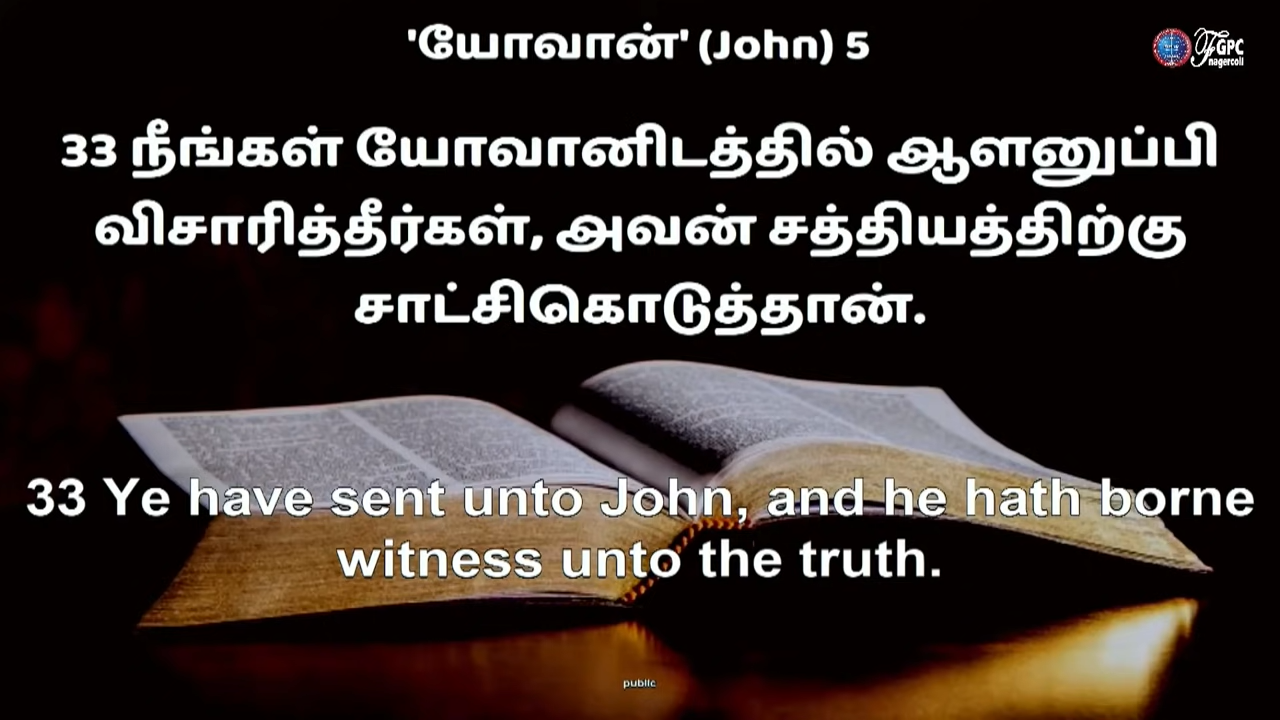 'யோவான்' (John) 5
GPC
nagercoil
33 நீங்கள் யோவானிடத்தில் ஆளனுப்பி
விசாரித்தீர்கள், அவன் சத்தியத்திற்கு
சாட்சிகொடுத்தான்.
33 Ye have sent unto John, and he hath borne
witness unto the truth.
public